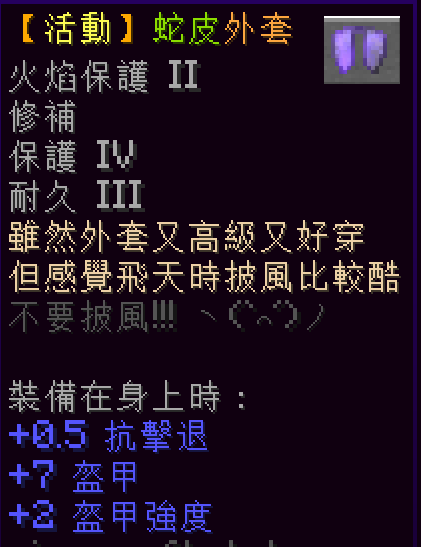 【活動】蛇皮外套
火焰保護 II
修補
保護 IV
耐久 III
雖然外套又高級又好穿
但感覺飛天時披風比較酷
不要披風!!! ヽ(^⌒^)ノ

裝備在身上時：
+0.5 抗擊退
+7 盔甲
+2 盔甲強度